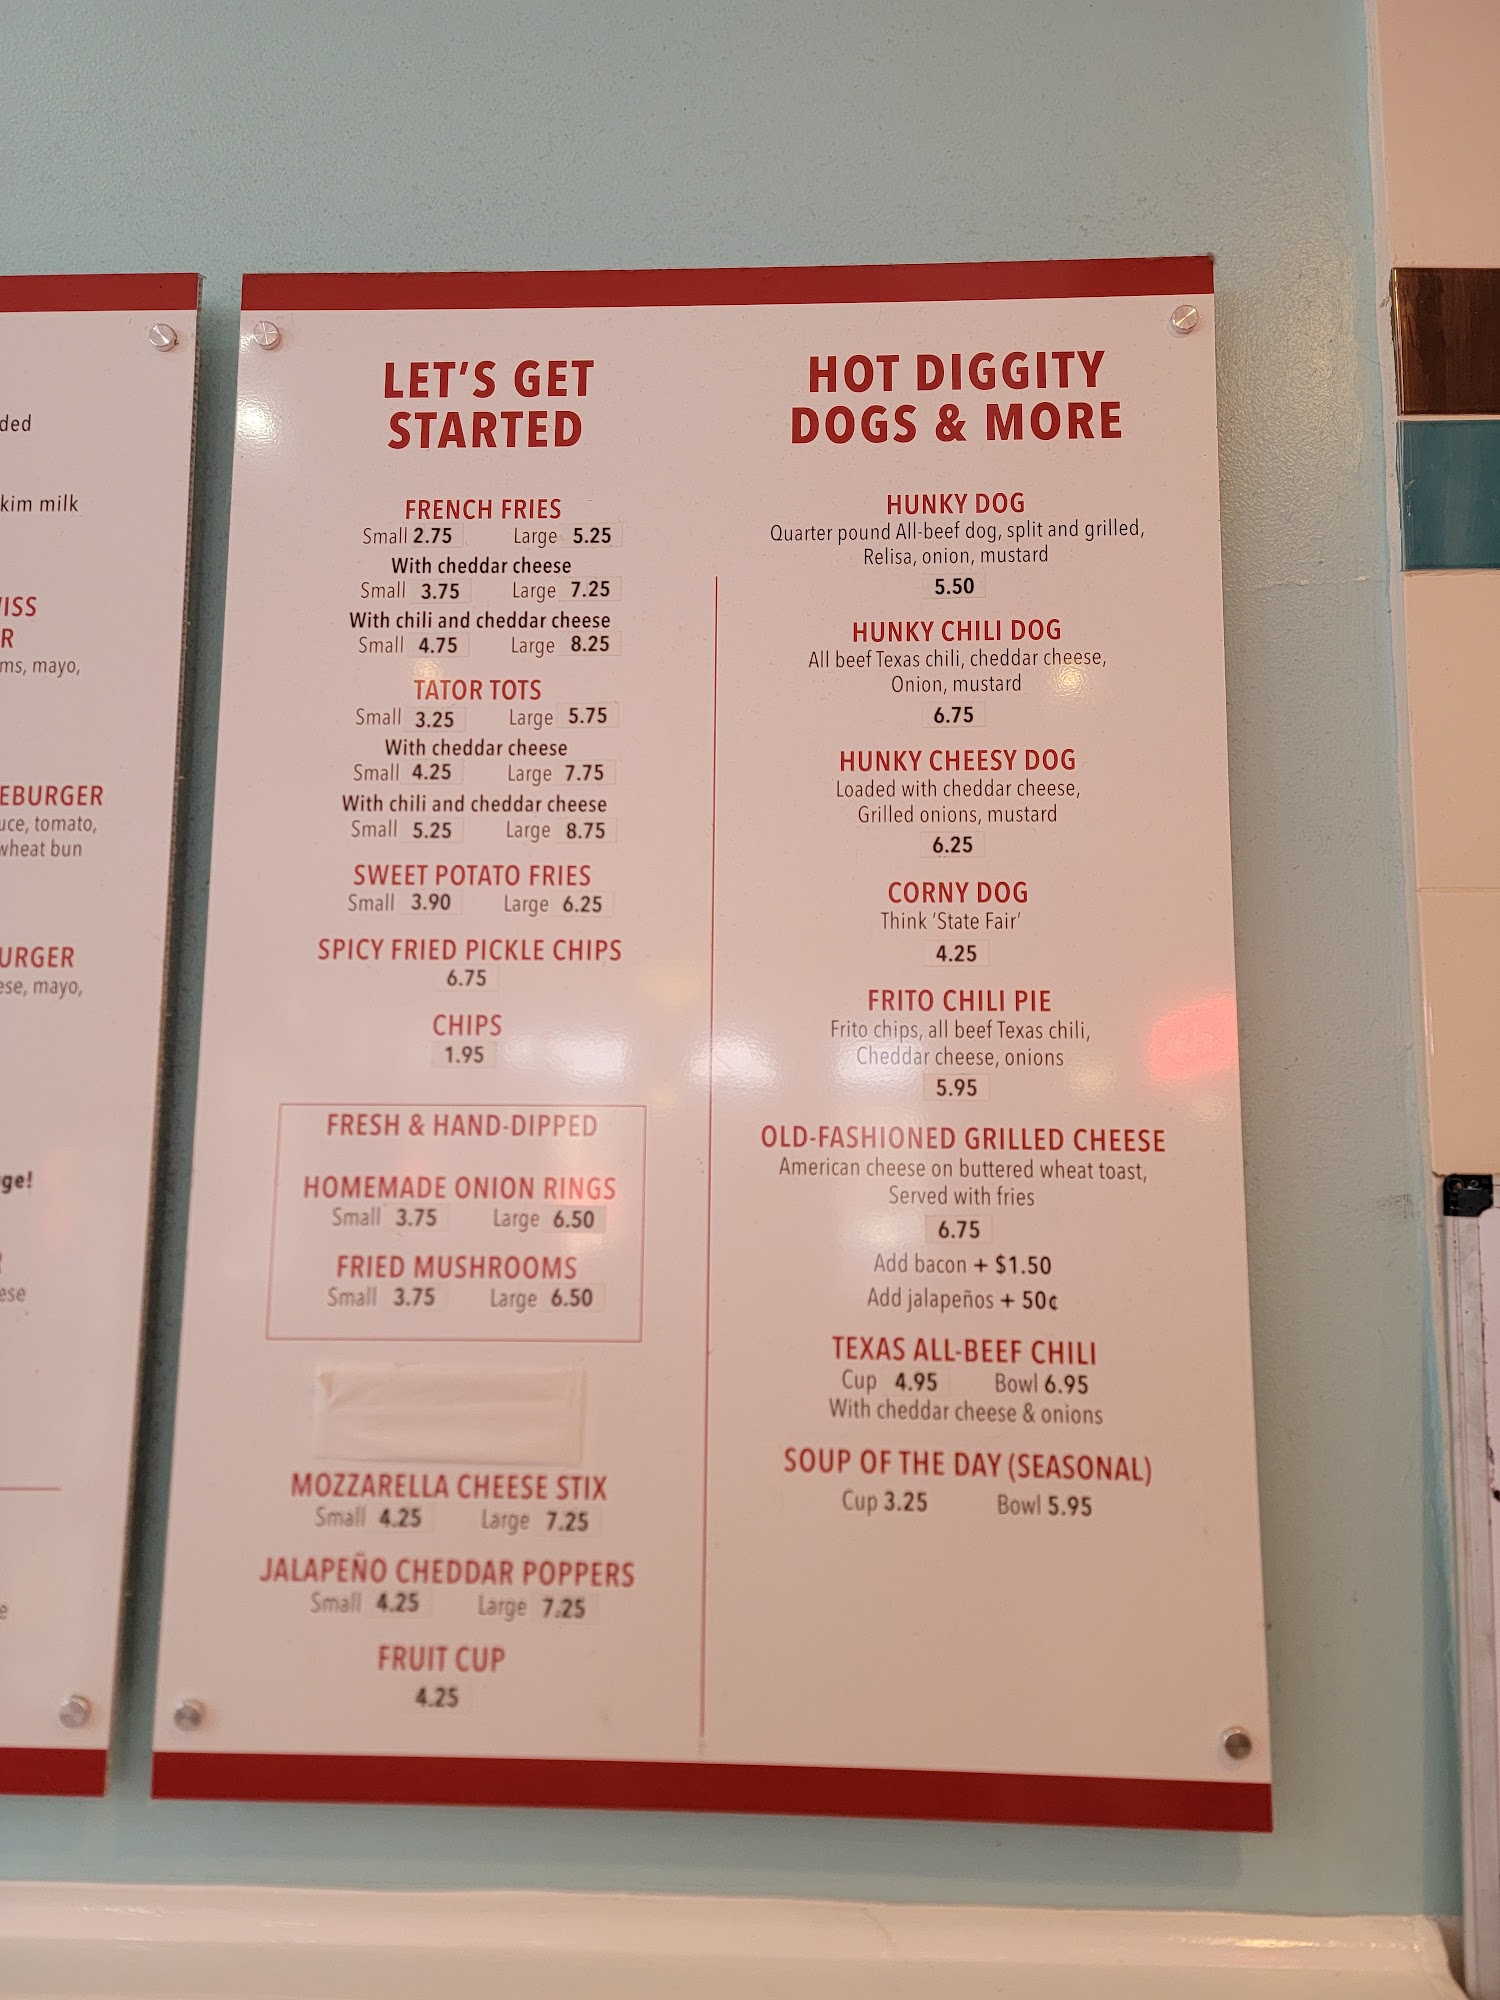 ded
kim milk
ISS
R
ms, mayo,
EBURGER
uce, tomato,
wheat bun
URGER
ese, mayo,
ge!
ese
e
LET'S GET
STARTED
FRENCH FRIES
Small 2.75 Large 5.25
With cheddar cheese
Small 3.75 Large 7.25
With chili and cheddar cheese
Small 4.75 Large 8.25
TATOR TOTS
Small 3.25 Large 5.75
With cheddar cheese
Small 4.25 Large 7.75
With chili and cheddar cheese
Small 5.25 Large 8.75
SWEET POTATO FRIES
Small 3.90 Large 6.25
SPICY FRIED PICKLE CHIPS
6.75
CHIPS
1.95
FRESH & HAND-DIPPED
HOMEMADE ONION RINGS
Small 3.75 Large 6.50
FRIED MUSHROOMS
Small 3.75 Large 6.50
MOZZARELLA CHEESE STIX
Small 4.25 Large 7.25
JALAPEÑO CHEDDAR POPPERS
Small 4.25 Large 7.25
FRUIT CUP
4.25
HOT DIGGITY
DOGS & MORE
HUNKY DOG
Quarter pound All-beef dog, split and grilled,
Relisa, onion, mustard
5.50
HUNKY CHILI DOG
All beef Texas chili, cheddar cheese,
Onion, mustard
6.75
HUNKY CHEESY DOG
Loaded with cheddar cheese,
Grilled onions, mustard
6.25
CORNY DOG
Think 'State Fair'
4.25
FRITO CHILI PIE
Frito chips, all beef Texas chili,
Cheddar cheese, onions
5.95
OLD-FASHIONED GRILLED CHEESE
American cheese on buttered wheat toast,
Served with fries
6.75
Add bacon + $1.50
Add jalapeños + 50¢
TEXAS ALL-BEEF CHILI
Cup 4.95 Bowl 6.95
With cheddar cheese & onions
SOUP OF THE DAY (SEASONAL)
Cup 3.25 Bowl 5.95